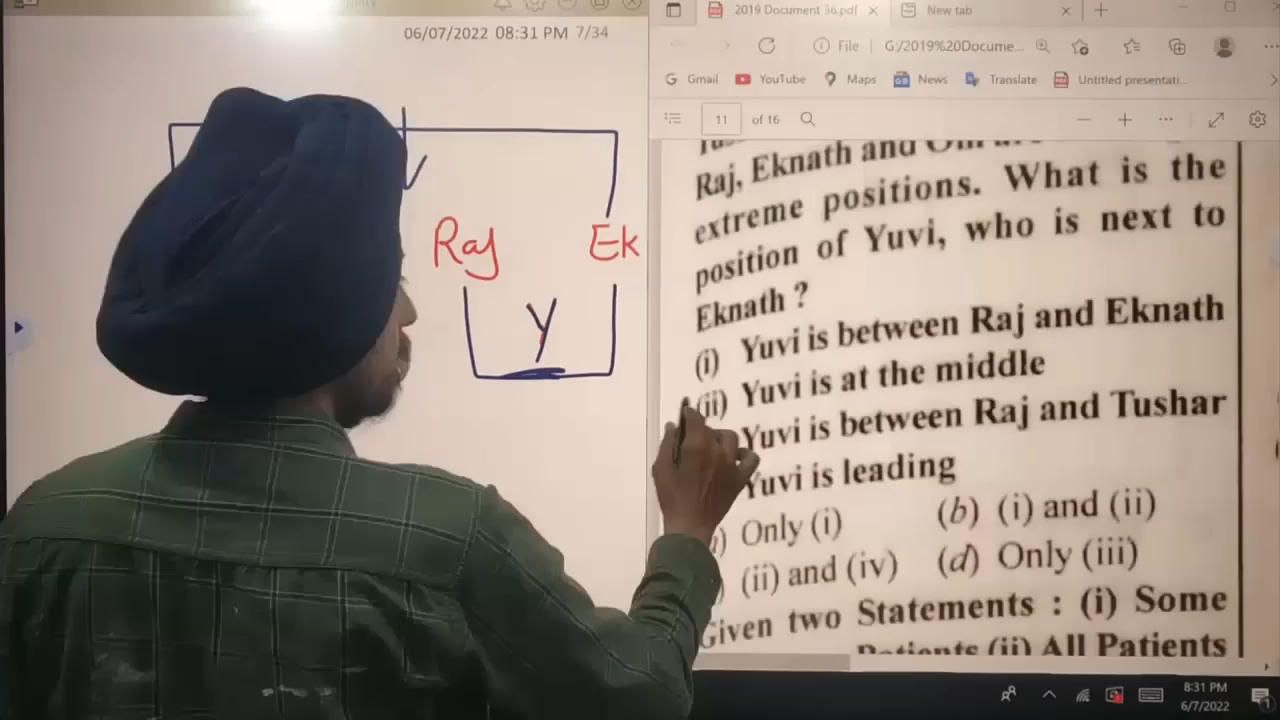 06/07/2022 08:31 PM 7/34
Raj
Ek
Y
2019 Document 36.pdf
New tab
File
G:/2019%20Docume...
Gmail
YouTube
Maps
News
Translate
Untitled presentati...
11 of 16
Raj, Eknath and
extreme positions. What is the
position of Yuvi, who is next to
Eknath ?
(i) Yuvi is between Raj and Eknath
(ii) Yuvi is at the middle
Yuvi is between Raj and Tushar
Yuvi is leading
Only (i) (b) (i) and (ii)
(ii) and (iv) (d) Only (iii)
Given two Statements : (i) Some
Patients (ii) All Patients
8:31 PM
6/7/2022